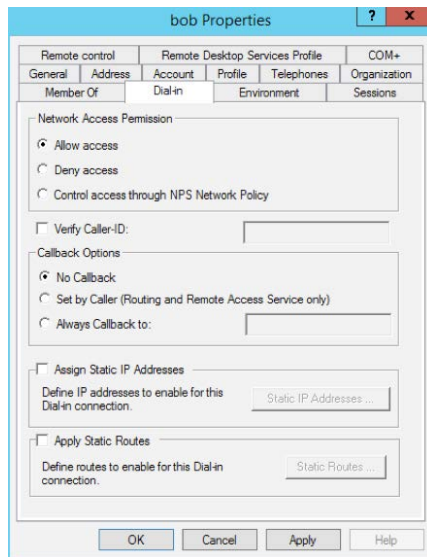 bob Properties
? x
Remote control Remote Desktop Services Profile COM+
General Address Account Profile Telephones Organization
Member Of Dial-in Environment Sessions
Network Access Permission
Allow access
Deny access
Control access through NPS Network Policy
Verify Caller-ID:
Callback Options
No Callback
Set by Caller (Routing and Remote Access Service only)
Always Callback to:
Assign Static IP Addresses
Define IP addresses to enable for this
Dial-in connection.
Static IP Addresses ...
Apply Static Routes
Define routes to enable for this Dial-in
connection.
Static Routes ...
OK Cancel Apply Help